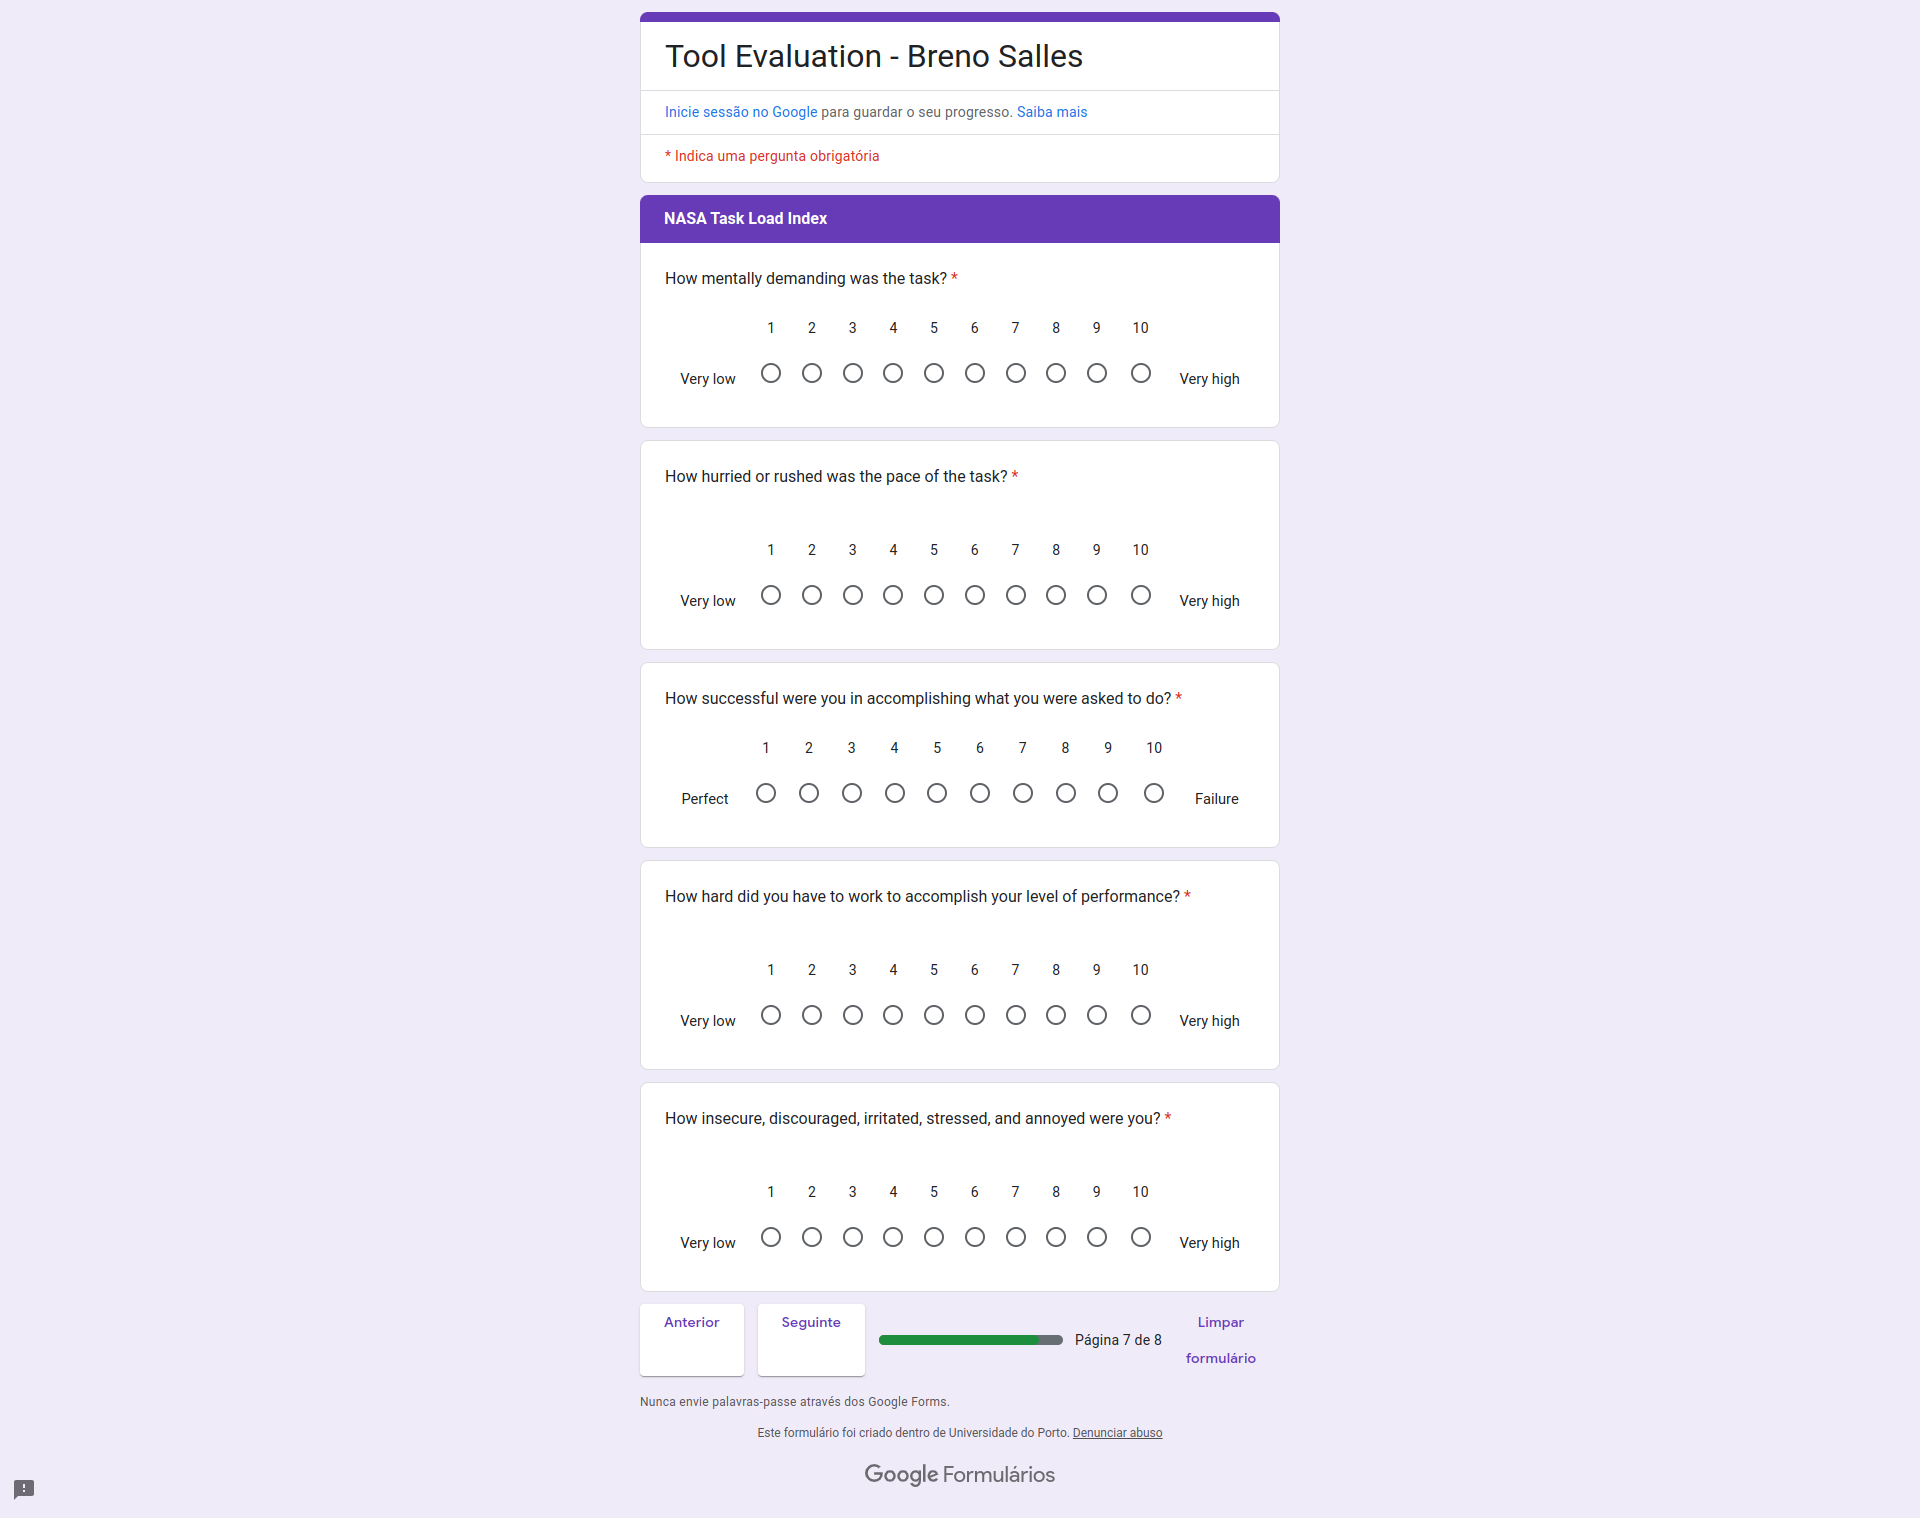 Tool Evaluation - Breno Salles
Inicie sessão no Google para guardar o seu progresso. Saiba mais
* Indica uma pergunta obrigatória
NASA Task Load Index
How mentally demanding was the task? *
1 2 3 4 5 6 7 8 9 10
Very low Very high
How hurried or rushed was the pace of the task? *
1 2 3 4 5 6 7 8 9 10
Very low Very high
How successful were you in accomplishing what you were asked to do? *
1 2 3 4 5 6 7 8 9 10
Perfect Failure
How hard did you have to work to accomplish your level of performance? *
1 2 3 4 5 6 7 8 9 10
Very low Very high
How insecure, discouraged, irritated, stressed, and annoyed were you? *
1 2 3 4 5 6 7 8 9 10
Very low Very high
Anterior Seguinte Página 7 de 8 Limpar
formulário
Nunca envie palavras-passe através dos Google Forms.
Este formulário foi criado dentro de Universidade do Porto. Denunciar abuso
Google Formulários